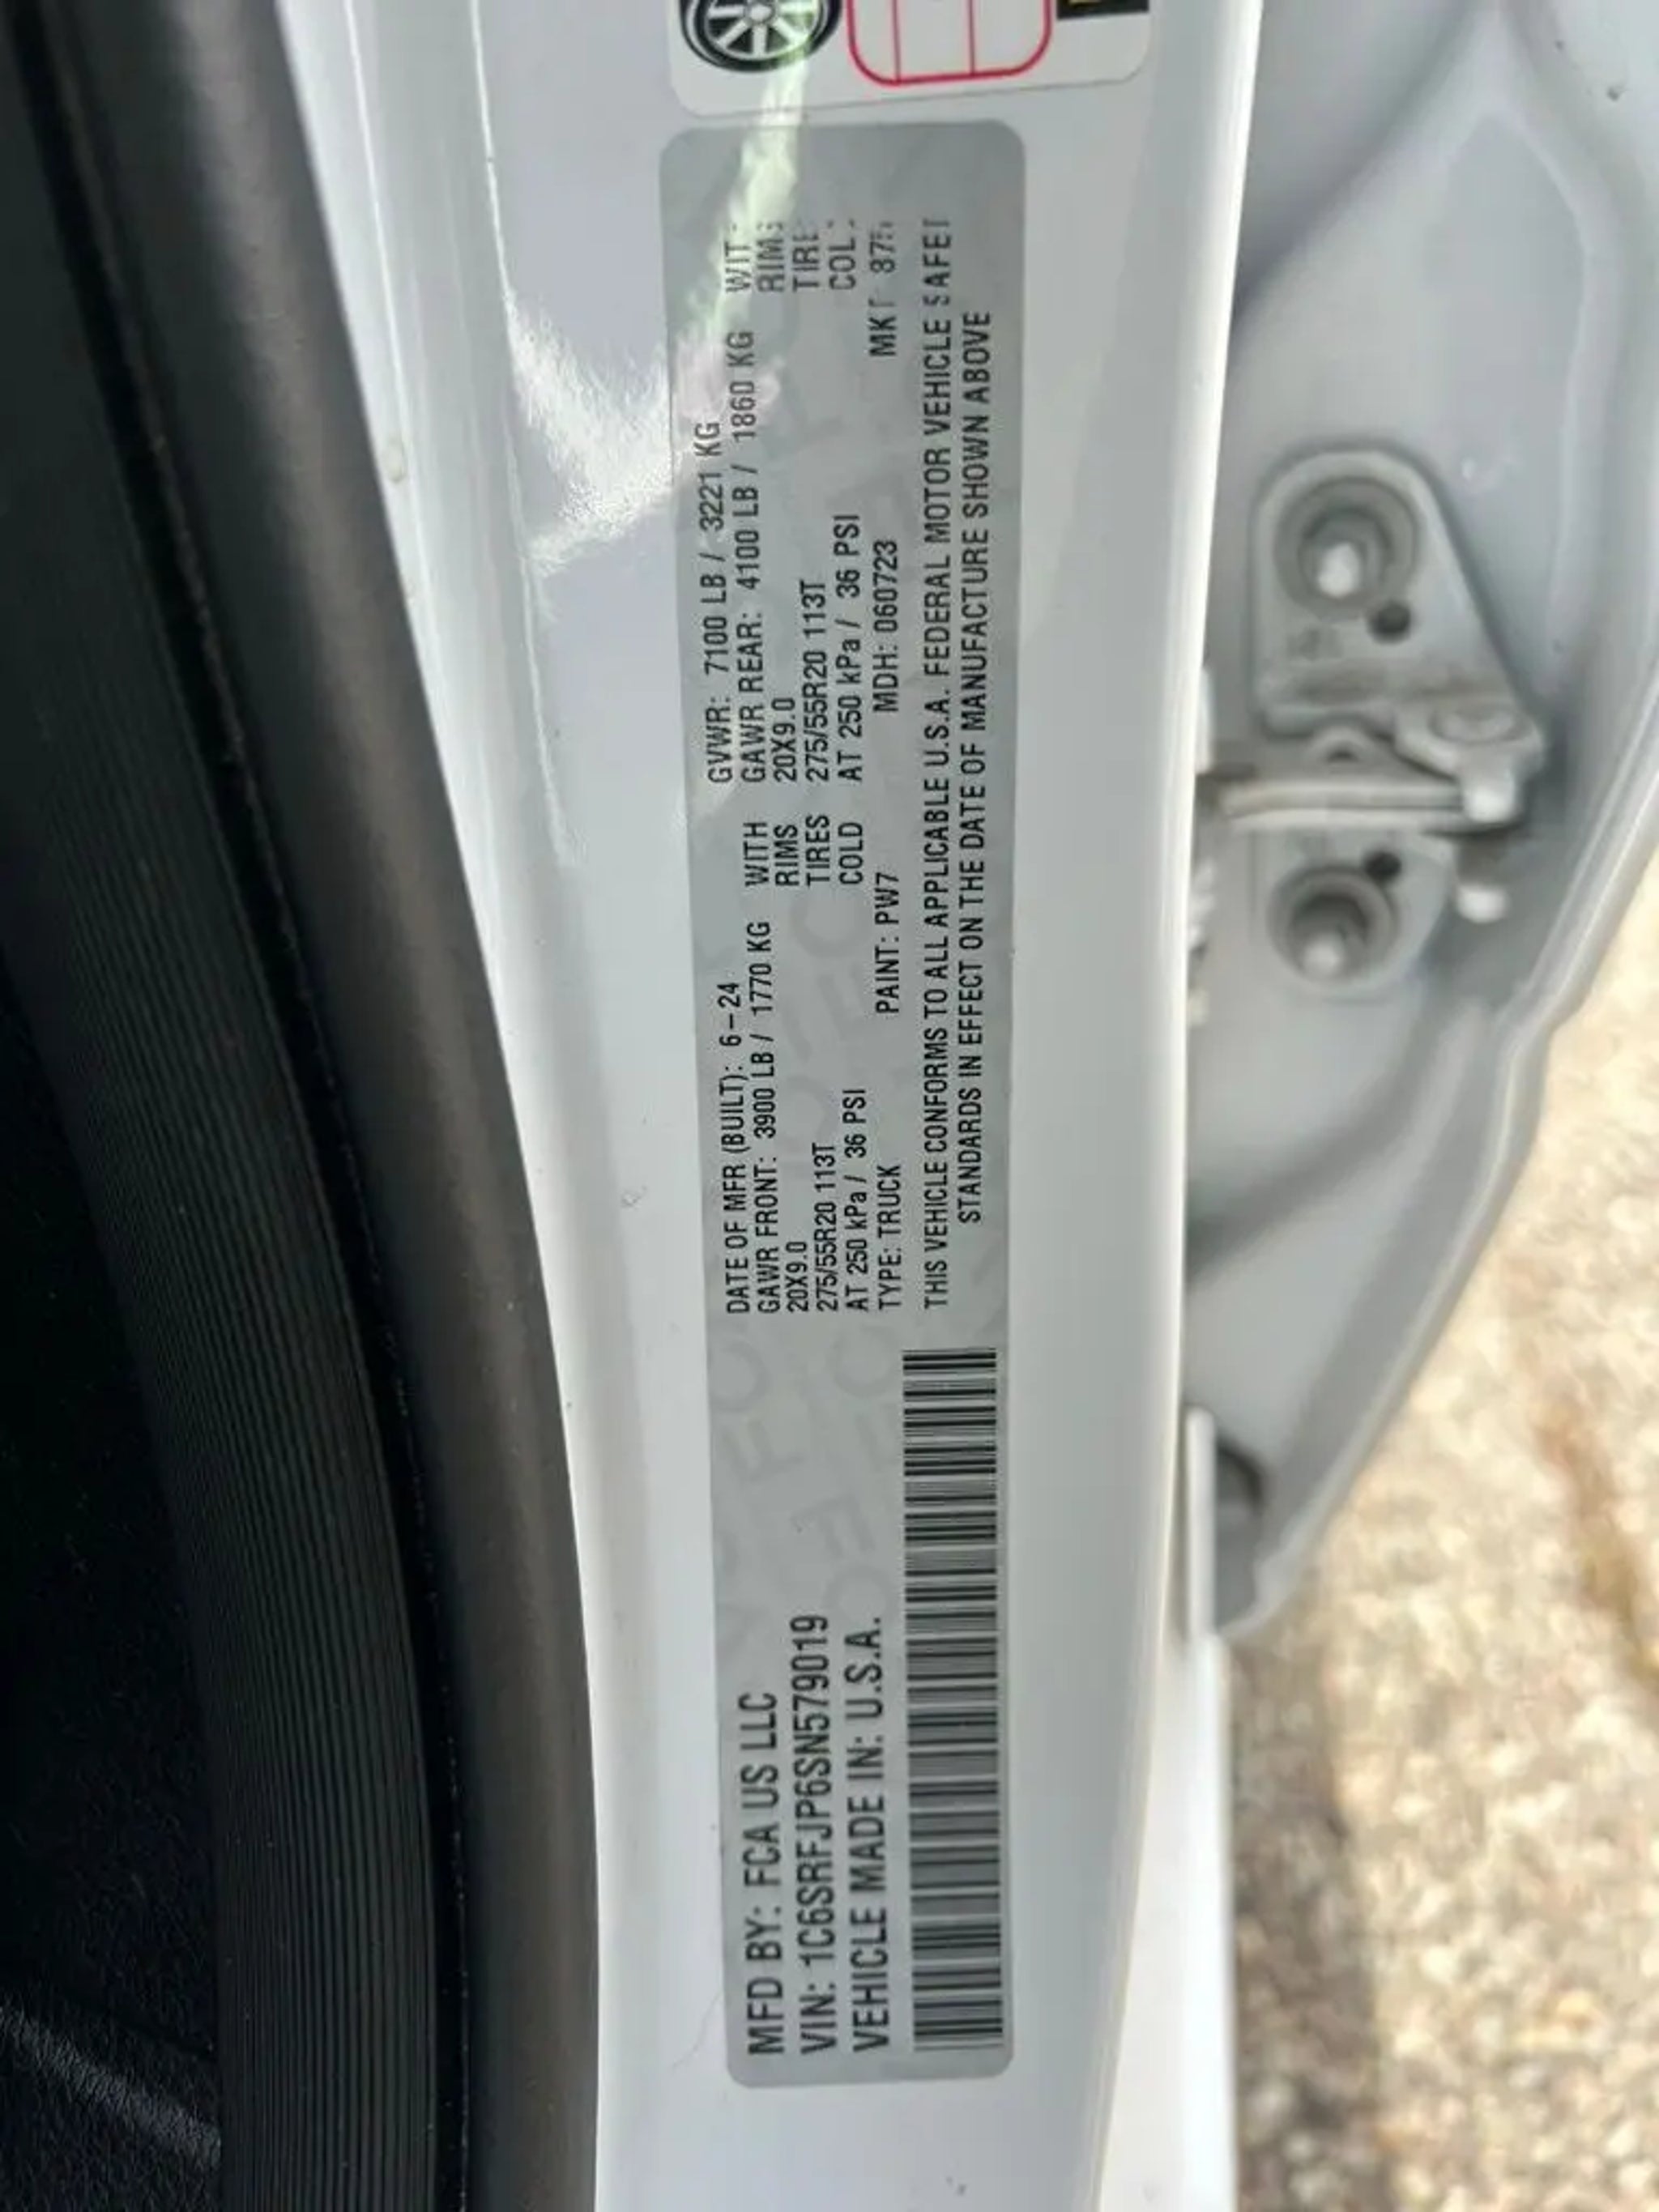 MFD BY: FCA US LLC
VIN: 1C6SRFJP6SN579019
VEHICLE MADE IN: U.S.A.
DATE OF MFR (BUILT): 6-24 GVWR: 7100 LB / 3221 KG
GAWR FRONT: 3900 LB / 1770 KG WITH GAWR REAR: 4100 LB / 1860 KG
20X9.0 RIMS 20X9.0
275/55R20 113T TIRES 275/55R20 113T
AT 250 kPa / 36 PSI COLD AT 250 kPa / 36 PSI
TYPE: TRUCK PAINT: PW7 MDH: 060723
THIS VEHICLE CONFORMS TO ALL APPLICABLE U.S.A. FEDERAL MOTOR VEHICLE
STANDARDS IN EFFECT ON THE DATE OF MANUFACTURE SHOWN ABOVE